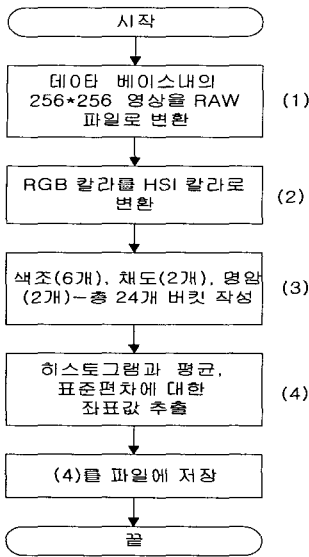 시작
데이타 베이스내의
256*256 영상을 RAW
파일로 변환
(1)
RGB 칼라를 HSI 칼라로
변환
(2)
색조(6개), 채도(2개), 명암
(2개)-총 24개 버킷 작성
(3)
히스토그램과 평균,
표준편차에 대한
좌표값 추출
(4)
(4)를 파일에 저장
끝